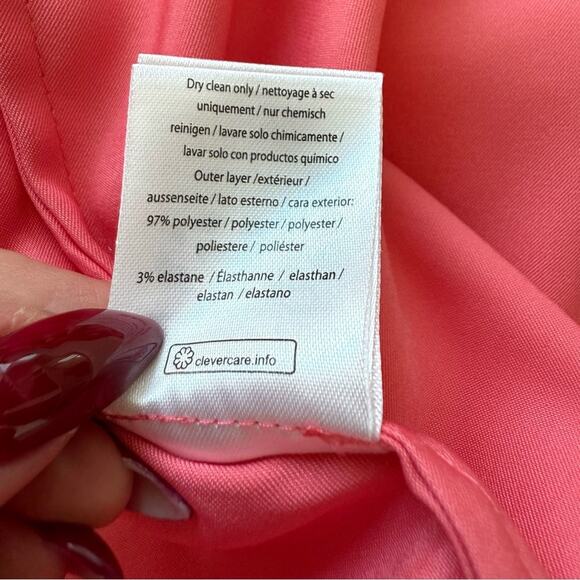 Dry clean only / nettoyage à sec
uniquement / nur chemisch
reinigen / lavare solo chimicamente /
lavar solo con productos químico
Outer layer /extérieur /
aussenseite / lato esterno / cara exterior:
97% polyester / polyester / polyester /
poliestere / poliéster
3% elastane / Élasthanne / elasthan /
elastan / elastano
clevercare.info